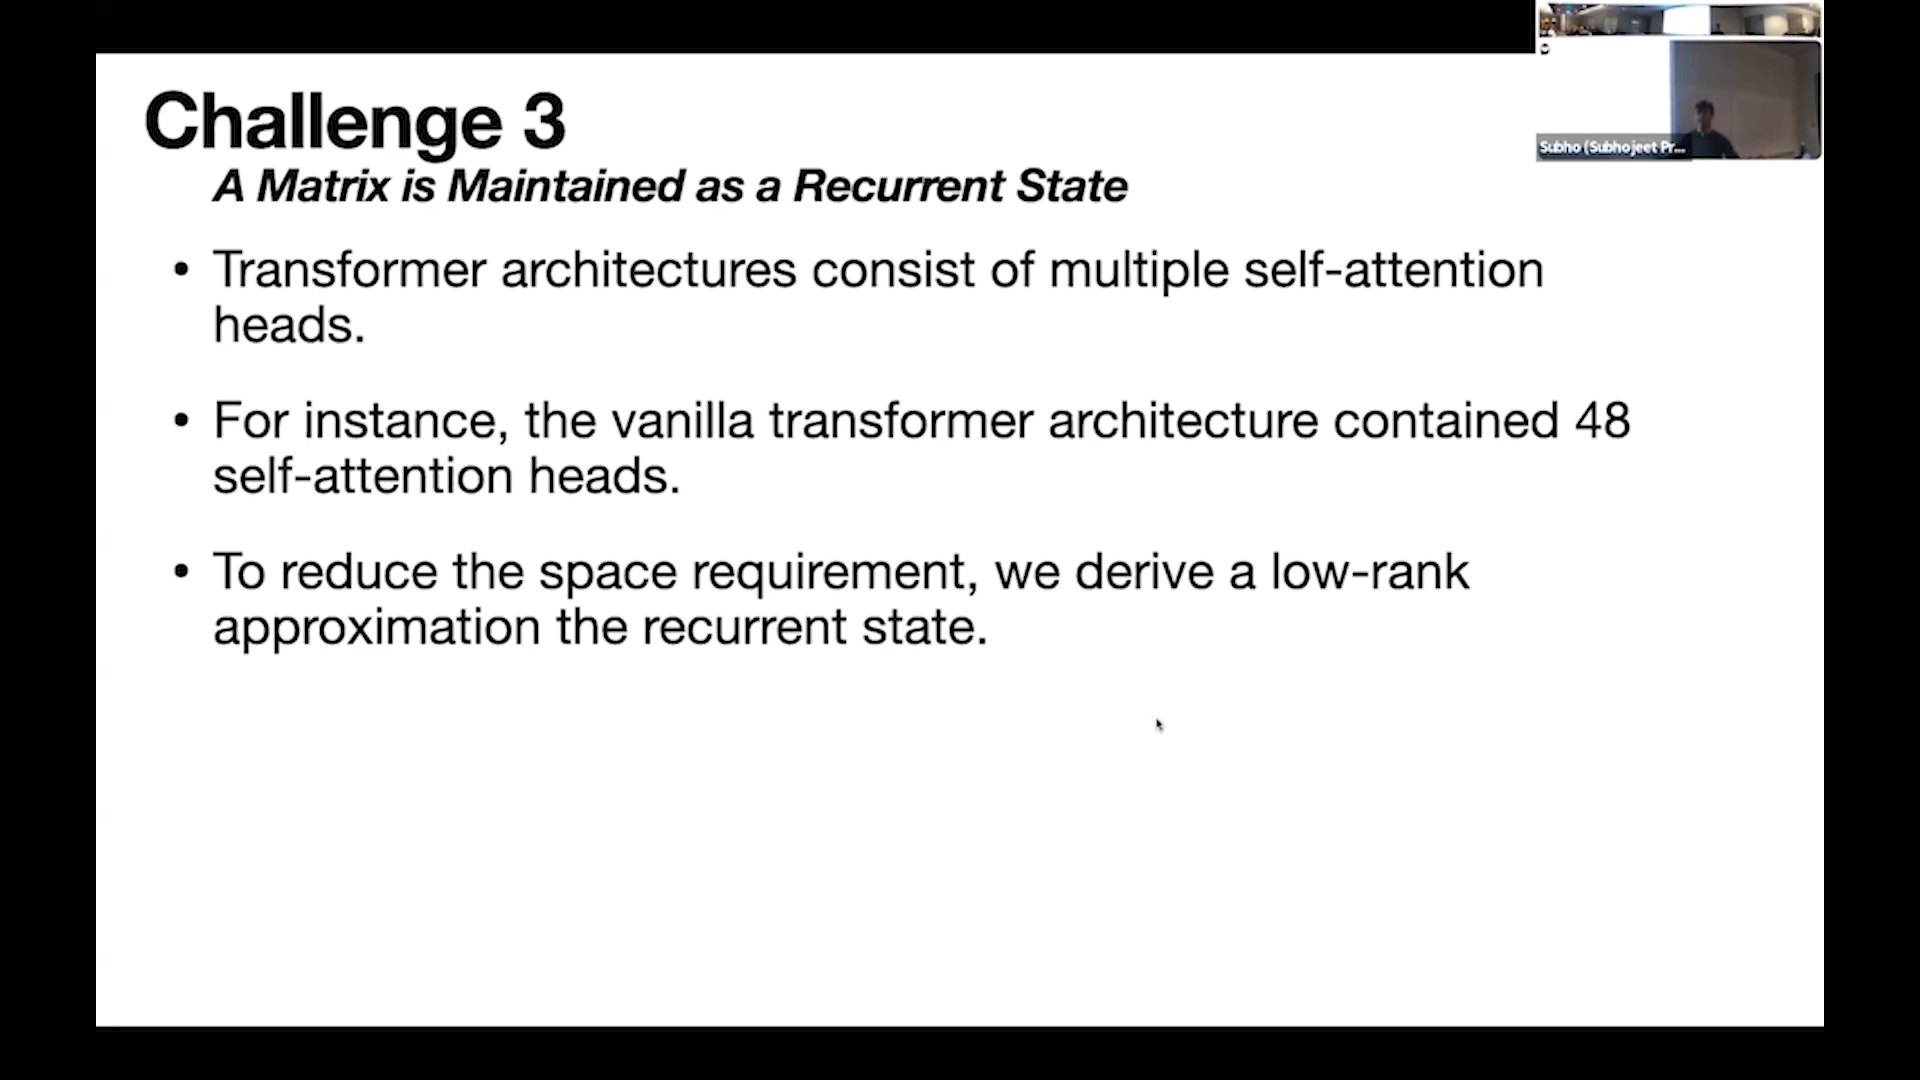 Challenge 3
A Matrix is Maintained as a Recurrent State
• Transformer architectures consist of multiple self-attention
heads.
• For instance, the vanilla transformer architecture contained 48
self-attention heads.
• To reduce the space requirement, we derive a low-rank
approximation the recurrent state.
Subho (Subhojeet Pr...